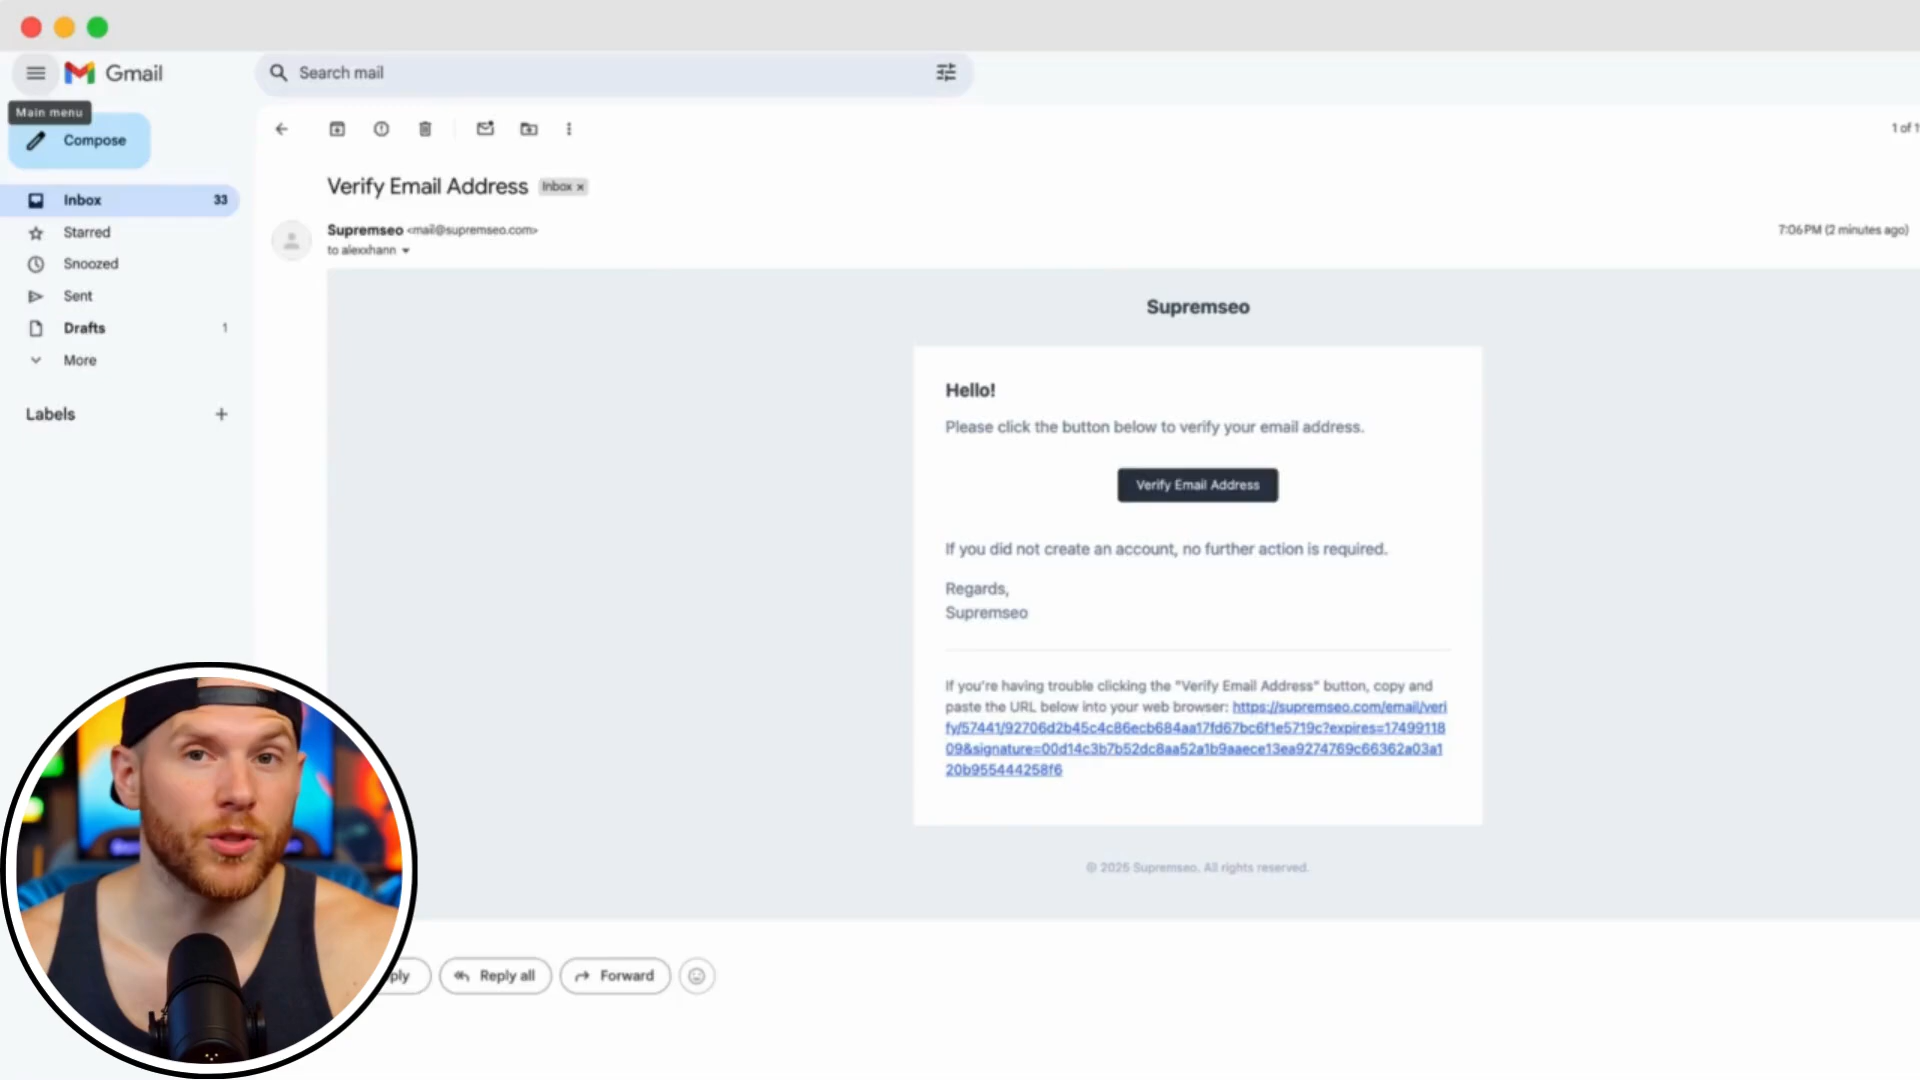 Gmail
Search mail
Main menu
Compose
1 of 1
Verify Email Address Inbox x
Inbox 33
Supremseo <mail@supremseo.com>
7:06 PM (2 minutes ago)
to alexxhann
Starred
Snoozed
Sent
Drafts 1
More
Labels
Supremseo
Hello!
Please click the button below to verify your email address.
Verify Email Address
If you did not create an account, no further action is required.
Regards,
Supremseo
If you're having trouble clicking the "Verify Email Address" button, copy and
paste the URL below into your web browser: https://supremseo.com/email/veri
fy/57441/92706d2b45c4c86ecb684aa17fd67bc6f1e5719c?expires=17499118
09&signature=00d14c3b7b52dc8aa52a1b9aaece13ea9274769c66362a03a1
20b955444258f6
© 2025 Supremseo. All rights reserved.
ply
Reply all
Forward